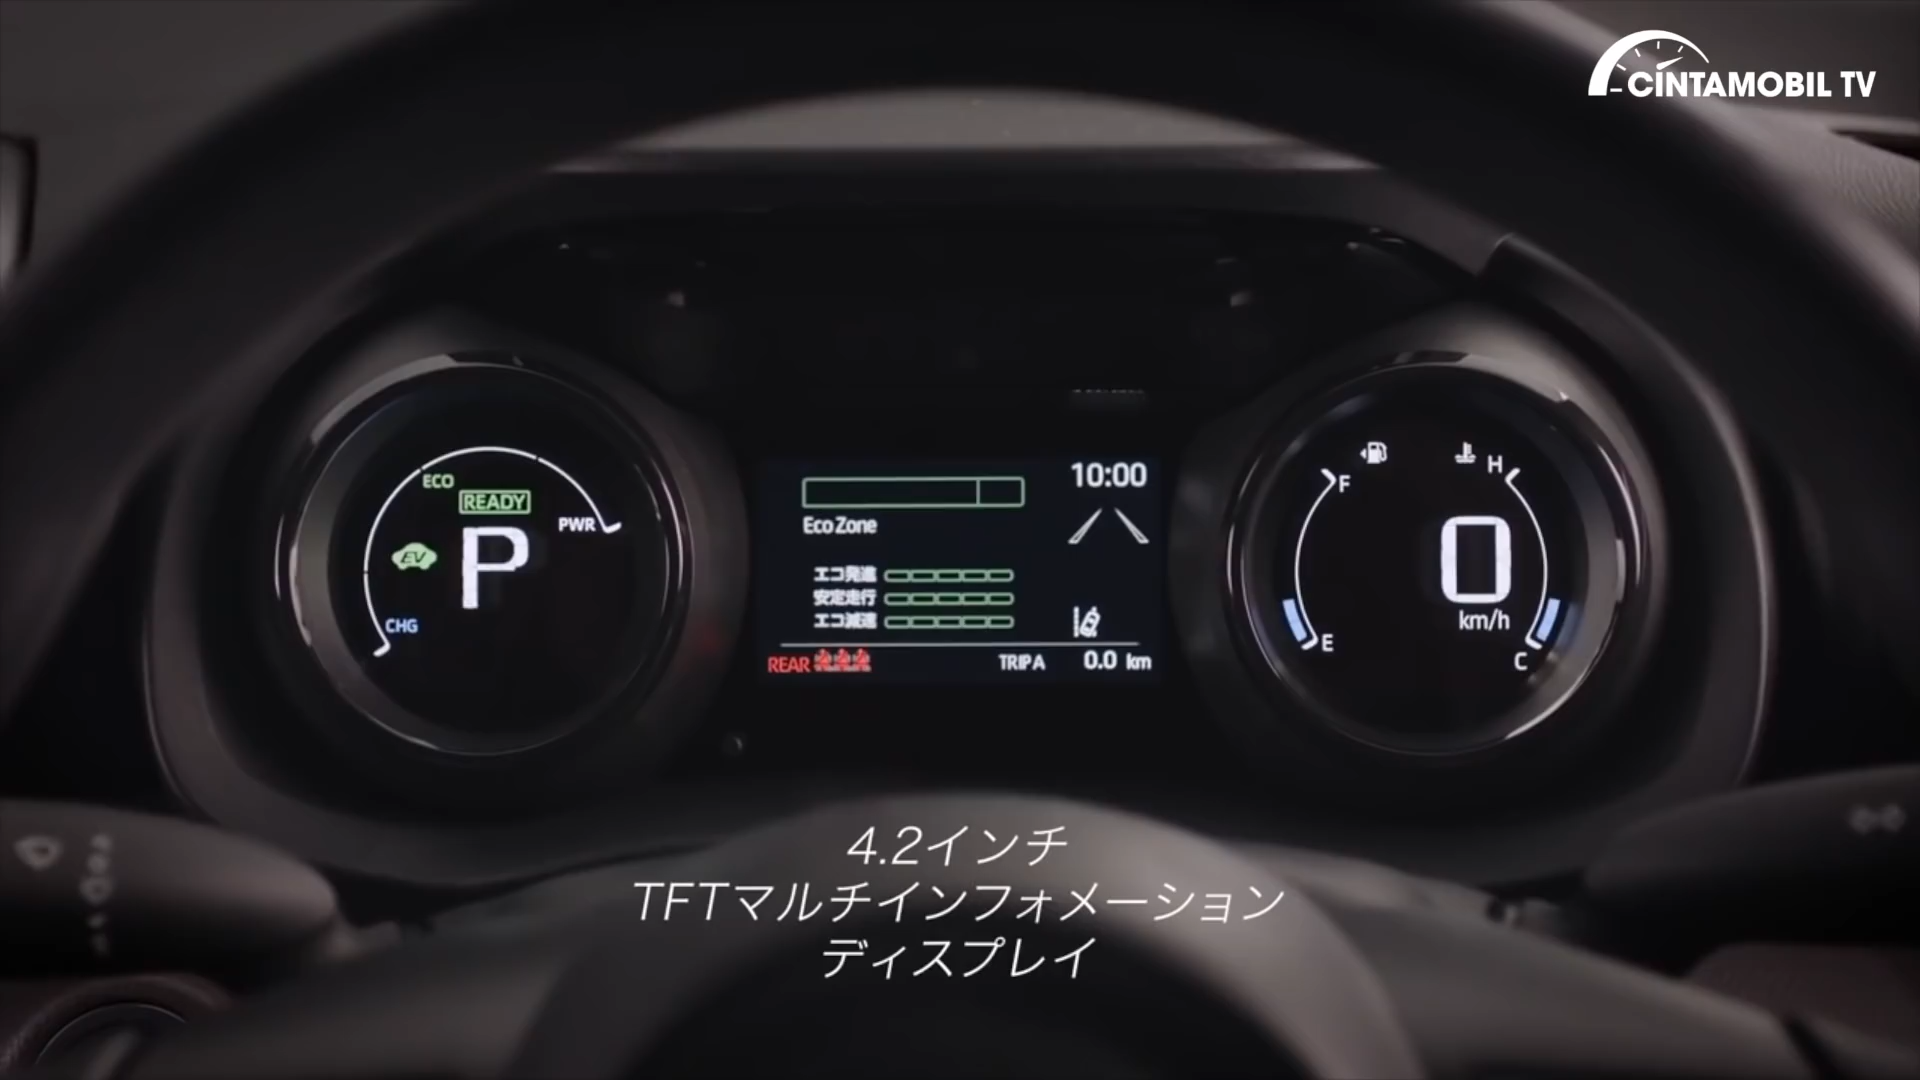 CINTAMOBIL TV
ECO
READY
PWR
EV
P
CHG
10:00
Eco Zone
エコ発進
安定走行
エコ減速
REAR
TRIP A 0.0 km
F
H
0
km/h
E
C
4.2インチ
TFTマルチインフォメーション
ディスプレイ